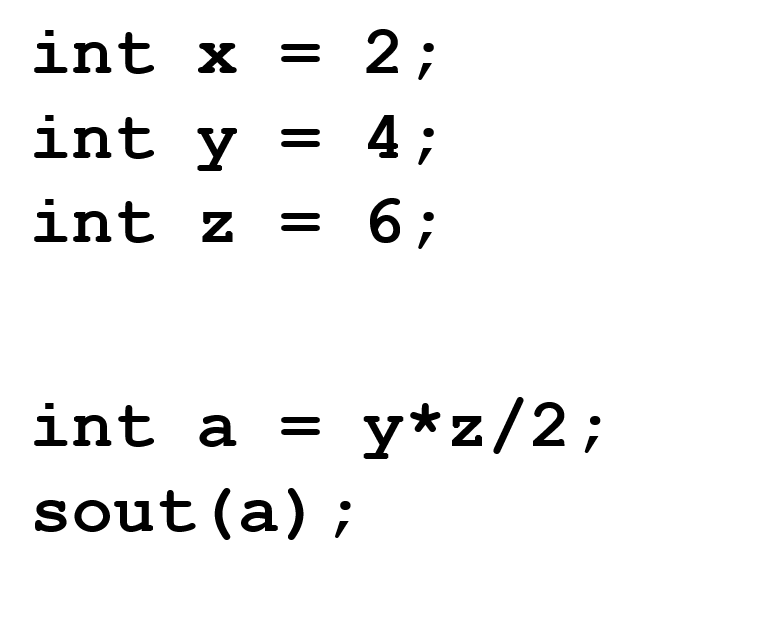 int x = 2;
int y = 4;
int z = 6;
int a = y*z/2;
sout(a);